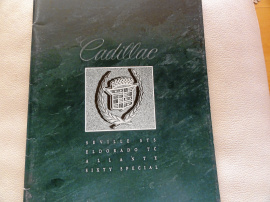 Cadillac
SEVILLE STS
ELDORADO TC
ALLANTE
SIXTY SPECIAL